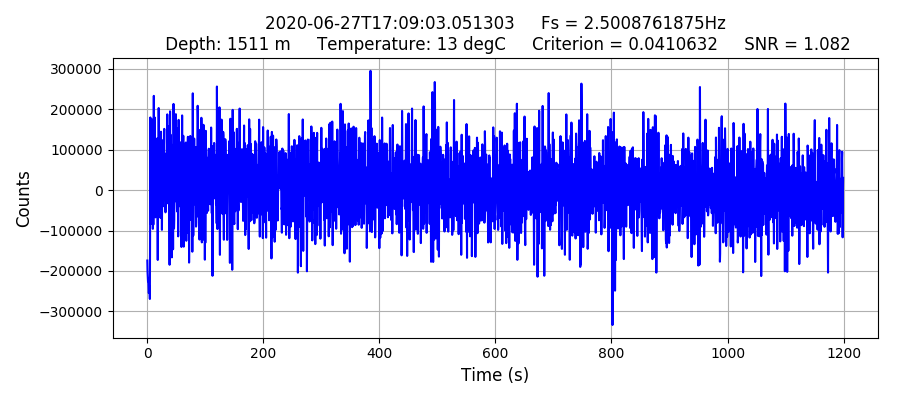 2020-06-27T17:09:03.051303 Fs = 2.5008761875Hz
Depth: 1511 m Temperature: 13 degC Criterion = 0.0410632 SNR = 1.082
300000
200000
100000
0
−100000
−200000
−300000
Counts
0 200 400 600 800 1000 1200
Time (s)